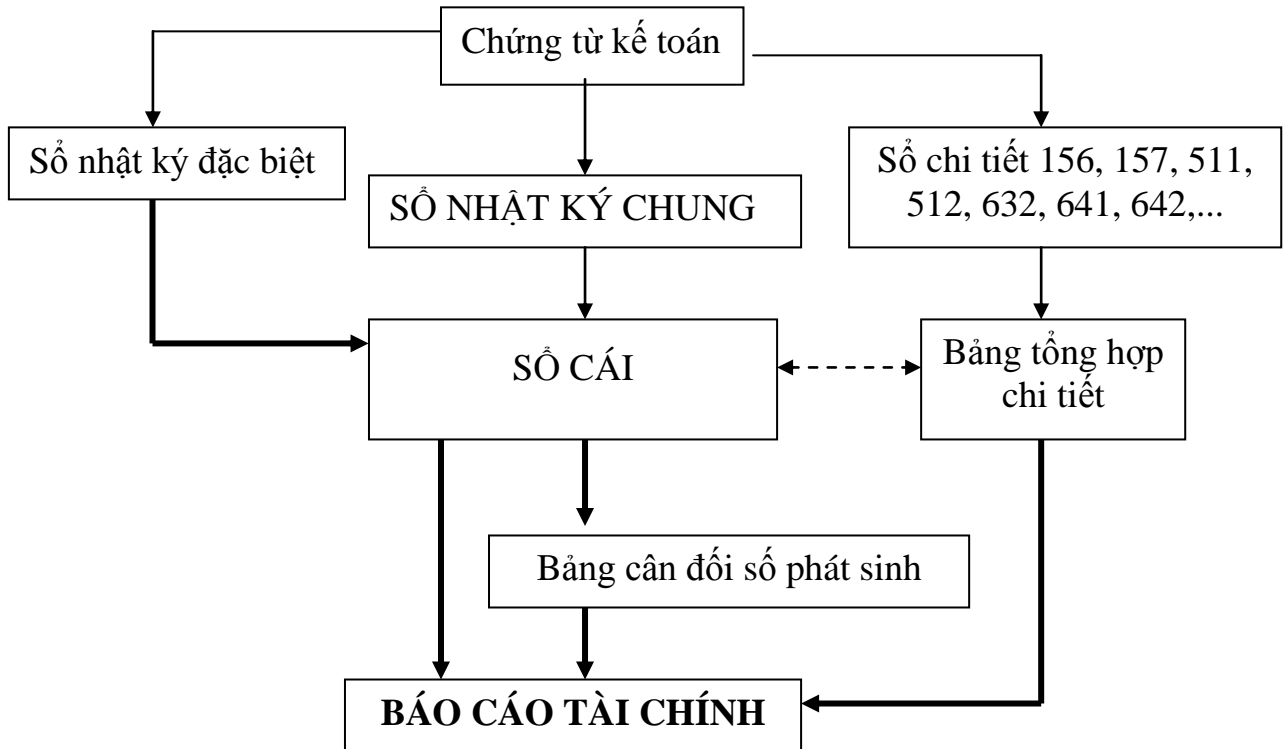 Chứng từ kế toán
Sổ nhật ký đặc biệt
SỔ NHẬT KÝ CHUNG
Sổ chi tiết 156, 157, 511,
512, 632, 641, 642,...
SỔ CÁI
Bảng tổng hợp
chi tiết
Bảng cân đối số phát sinh
BÁO CÁO TÀI CHÍNH